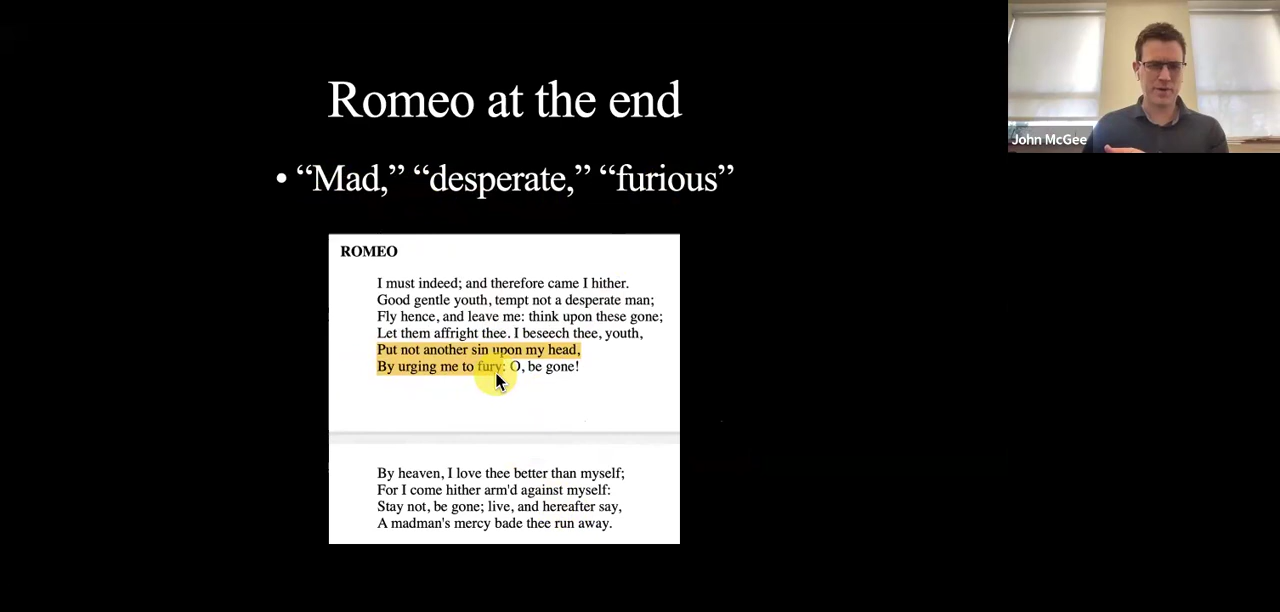 Romeo at the end
• “Mad,” “desperate,” “furious”
ROMEO
I must indeed; and therefore came I hither.
Good gentle youth, tempt not a desperate man;
Fly hence, and leave me: think upon these gone;
Let them affright thee. I beseech thee, youth,
Put not another sin upon my head,
By urging me to fury: O, be gone!
By heaven, I love thee better than myself;
For I come hither arm'd against myself:
Stay not, be gone; live, and hereafter say,
A madman's mercy bade thee run away.
John McGee